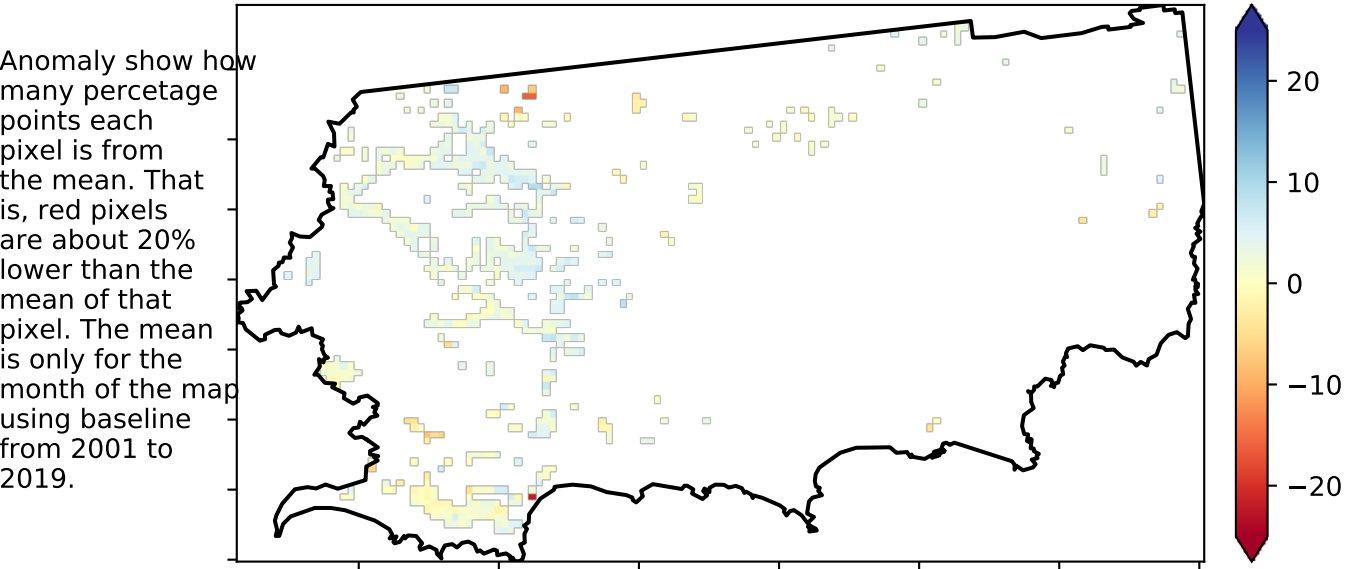 Anomaly show how
many percetage
points each
pixel is from
the mean. That
is, red pixels
are about 20%
lower than the
mean of that
pixel. The mean
is only for the
month of the map
using baseline
from 2001 to
2019.
20
10
0
−10
−20